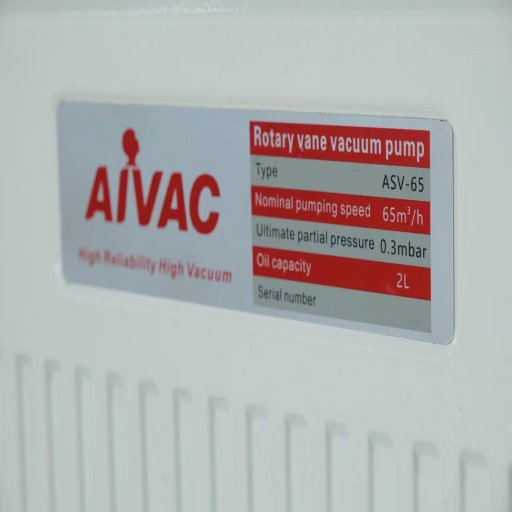 AIVAC
High Reliability High Vacuum
Rotary vane vacuum pump
Type ASV-65
Nominal pumping speed 65m³/h
Ultimate partial pressure 0.3mbar
Oil capacity 2L
Serial number